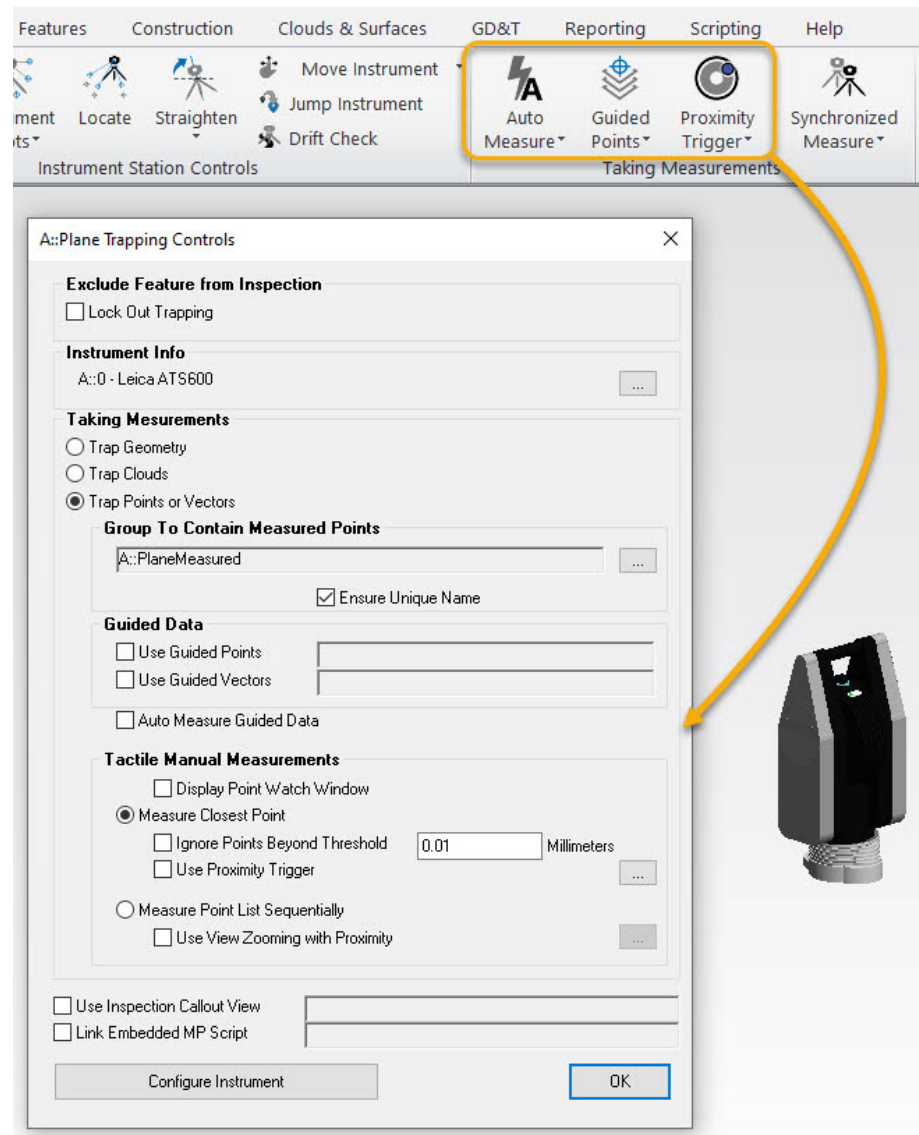 Features Construction Clouds & Surfaces GD&T Reporting Scripting Help
Move Instrument
Jump Instrument
Drift Check
Locate Straighten
Auto Measure
Guided Points
Proximity Trigger
Synchronized Measure
Instrument Station Controls
Taking Measurements
A::Plane Trapping Controls
Exclude Feature from Inspection
Lock Out Trapping
Instrument Info
A::0 - Leica ATS600
...
Taking Mesurements
Trap Geometry
Trap Clouds
Trap Points or Vectors
Group To Contain Measured Points
A::PlaneMeasured
...
Ensure Unique Name
Guided Data
Use Guided Points
Use Guided Vectors
Auto Measure Guided Data
Tactile Manual Measurements
Display Point Watch Window
Measure Closest Point
Ignore Points Beyond Threshold 0.01 Millimeters
Use Proximity Trigger
...
Measure Point List Sequentially
Use View Zooming with Proximity
...
Use Inspection Callout View
Link Embedded MP Script
Configure Instrument OK